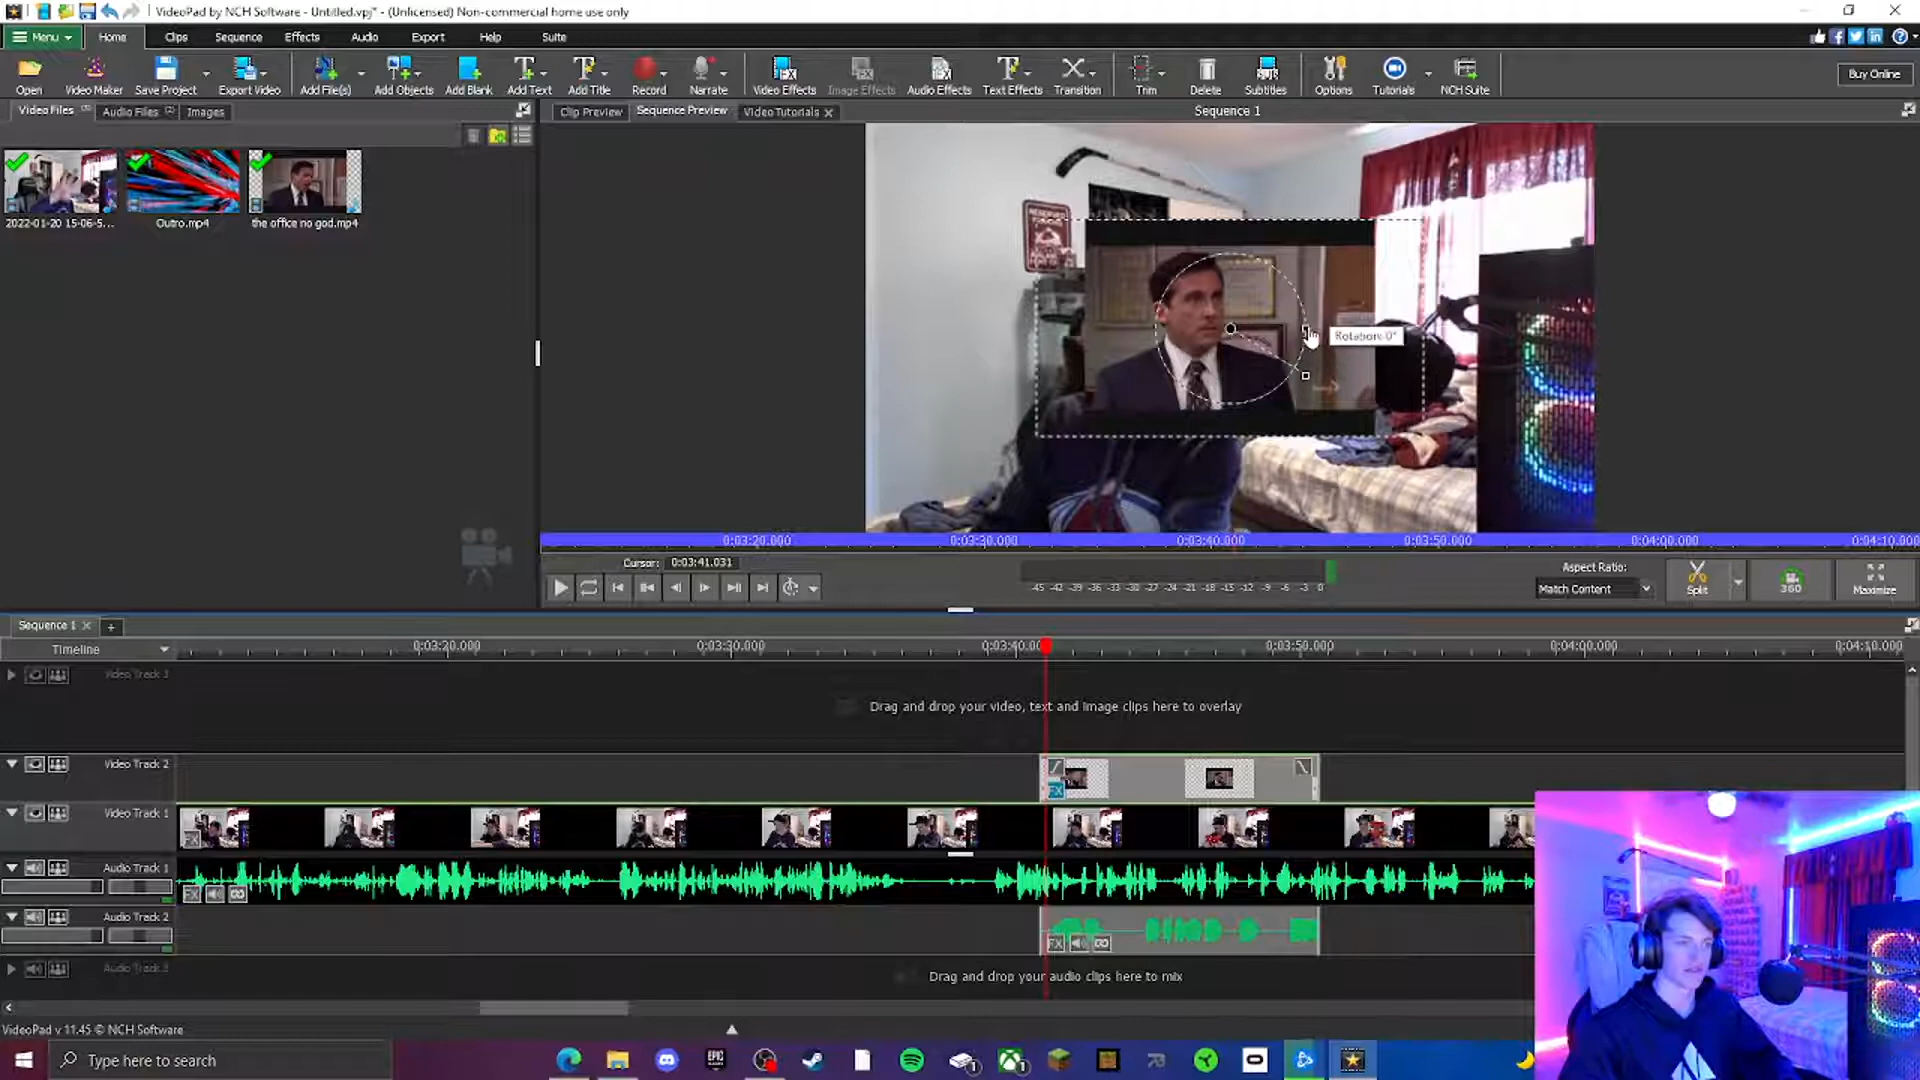 VideoPad by NCH Software - Untitled.vpj* - (Unlicensed) Non-commercial home use only
Menu Home Clips Sequence Effects Audio Export Help Suite
Open Video Maker Save Project Export Video Add File(s) Add Objects Add Blank Add Text Add Title Record Narrate Video Effects Image Effects Audio Effects Text Effects Transition Trim Delete Subtitles Options Tutorials NCH Suite Buy Online
Video Files Audio Files Images
Clip Preview Sequence Preview Video Tutorials Sequence 1
2022-01-20 15-06-5... Outro.mp4 the office no god.mp4
Rotation: 0°
0:03:20.000 0:03:30.000 0:03:40.000 0:03:50.000 0:04:00.000 0:04:10.000
Cursor: 0:03:41.031
-45 -42 -39 -36 -33 -30 -27 -24 -21 -18 -15 -12 -9 -6 -3 0
Aspect Ratio:
Match Content
Split 360 Maximize
Sequence 1
Timeline 0:03:20.000 0:03:30.000 0:03:40.00 0:03:50.000 0:04:00.000 0:04:10.000
Video Track 3
Drag and drop your video, text and image clips here to overlay
Video Track 2
FX
Video Track 1
FX
Audio Track 1
FX
Audio Track 2
FX
Audio Track 3
Drag and drop your audio clips here to mix
VideoPad v 11.45 © NCH Software
Type here to search
EPIC